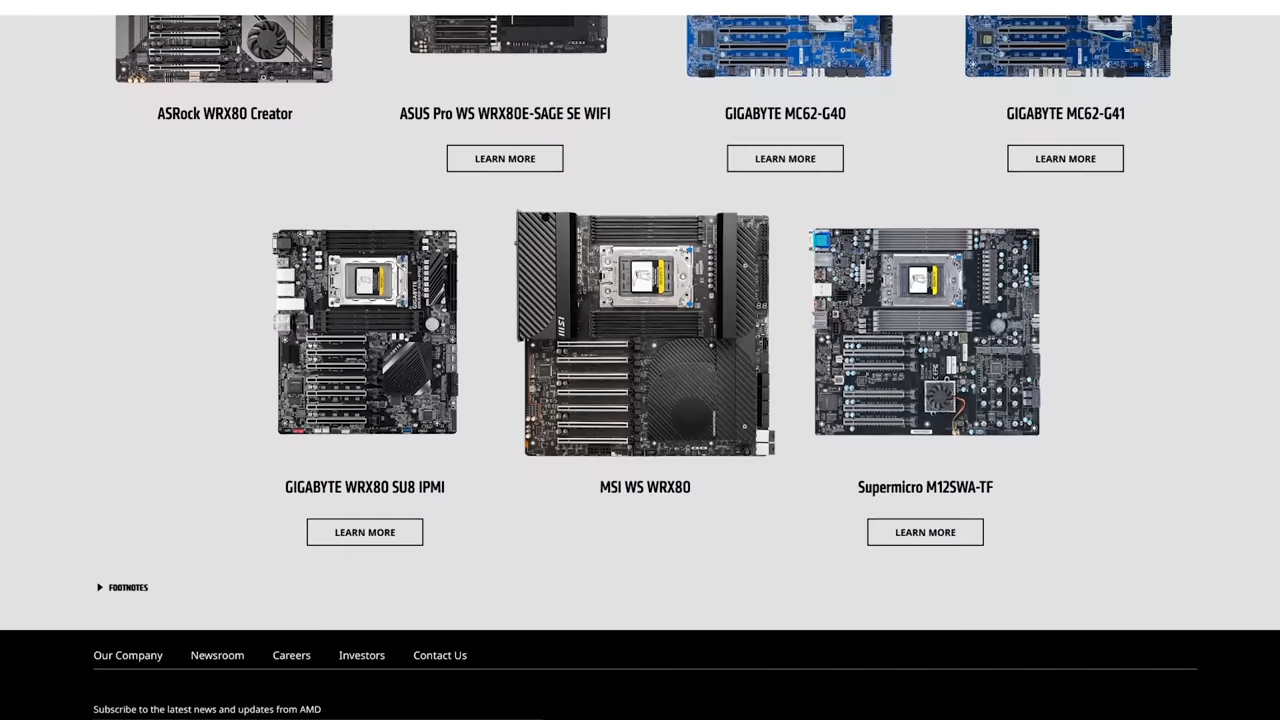 ASRock WRX80 Creator
ASUS Pro WS WRX80E-SAGE SE WIFI
GIGABYTE MC62-G40
GIGABYTE MC62-G41
LEARN MORE
LEARN MORE
LEARN MORE
msi
GIGABYTE WRX80 SU8 IPMI
MSI WS WRX80
Supermicro M12SWA-TF
LEARN MORE
LEARN MORE
FOOTNOTES
Our Company
Newsroom
Careers
Investors
Contact Us
Subscribe to the latest news and updates from AMD